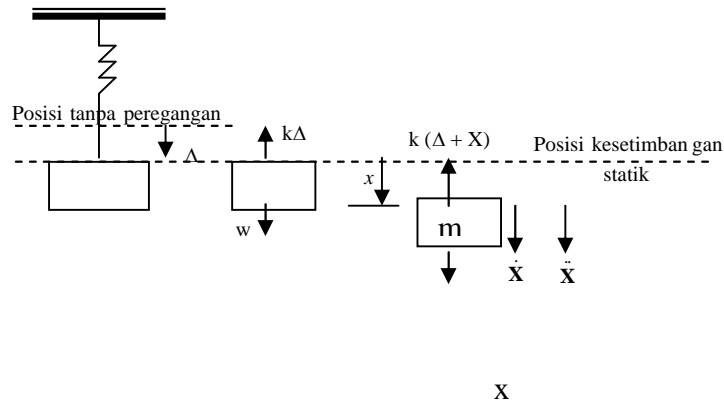 Posisi tanpa peregangan
Δ
kΔ
w
x
k (Δ + X)
m
Posisi kesetimban gan
statik
Ẋ
Ẍ
X